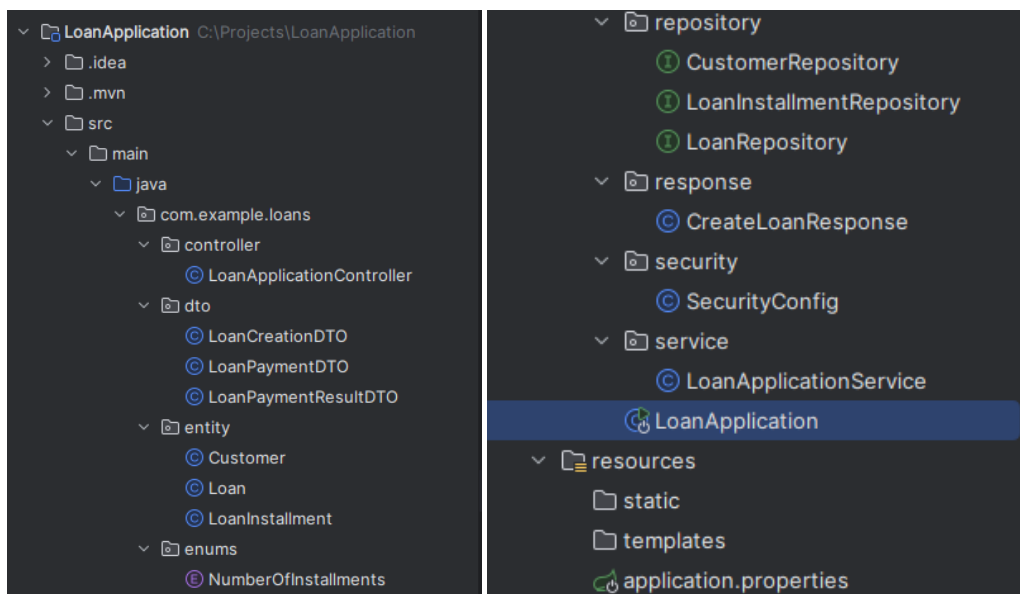 LoanApplication C:\Projects\LoanApplication
.idea
.mvn
src
main
java
com.example.loans
controller
LoanApplicationController
dto
LoanCreationDTO
LoanPaymentDTO
LoanPaymentResultDTO
entity
Customer
Loan
LoanInstallment
enums
NumberOfInstallments
repository
CustomerRepository
LoanInstallmentRepository
LoanRepository
response
CreateLoanResponse
security
SecurityConfig
service
LoanApplicationService
LoanApplication
resources
static
templates
application.properties